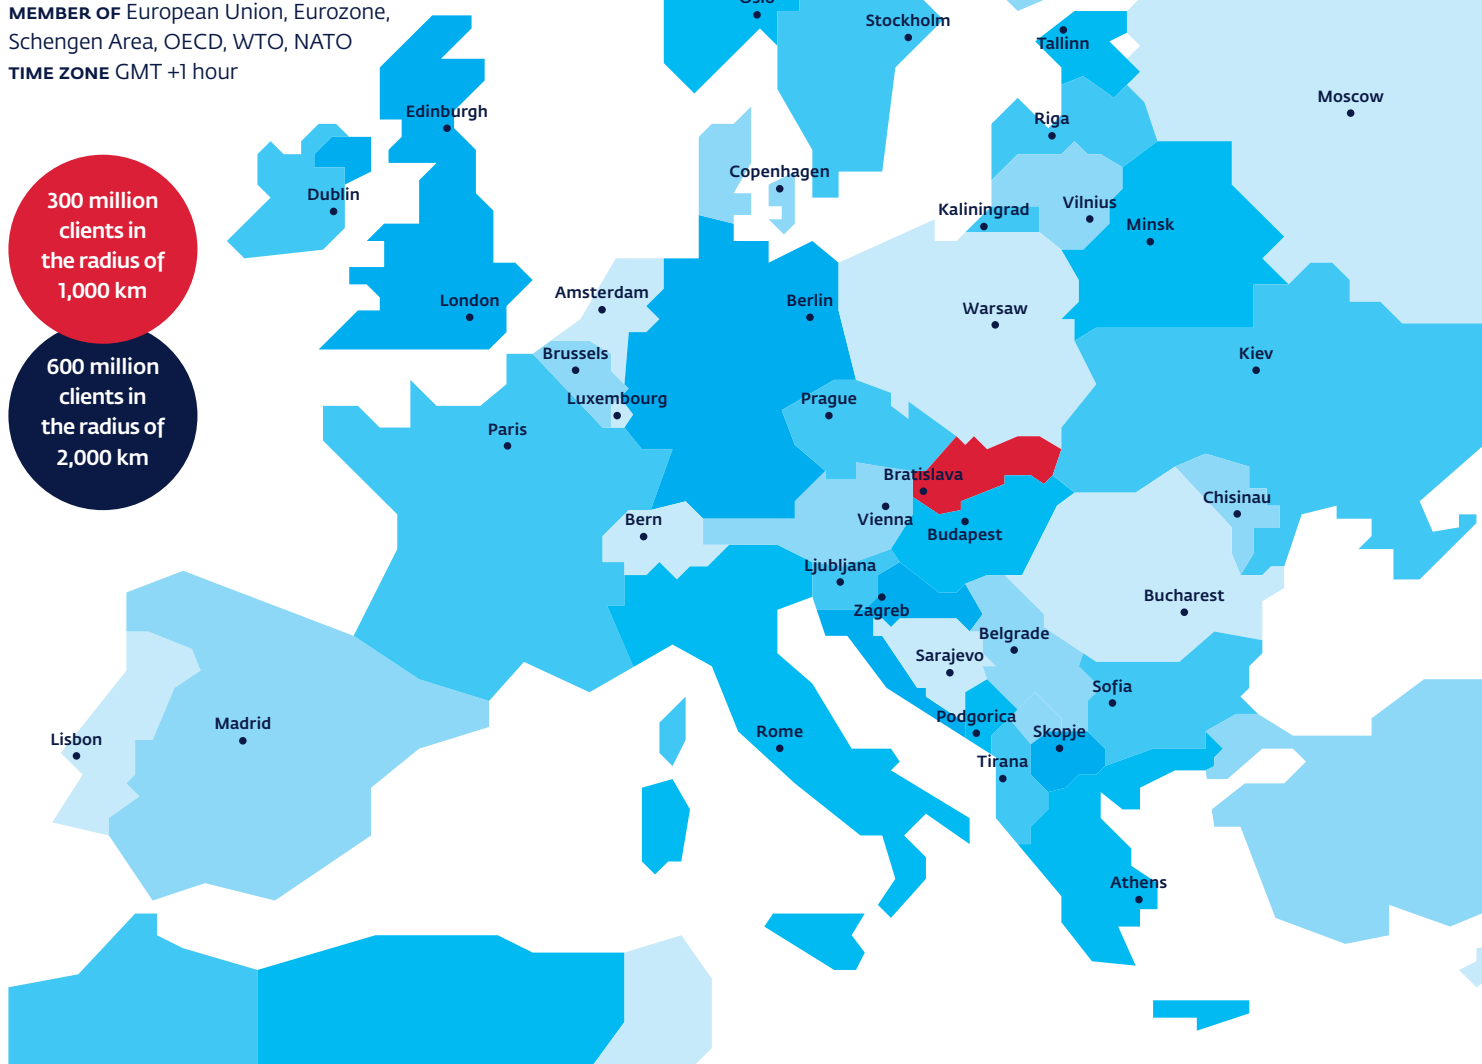 MEMBER OF European Union, Eurozone,
Schengen Area, OECD, WTO, NATO
TIME ZONE GMT +1 hour
300 million
clients in
the radius of
1,000 km
600 million
clients in
the radius of
2,000 km
Oslo
Stockholm
Tallinn
Moscow
Edinburgh
Riga
Copenhagen
Dublin
Kaliningrad
Vilnius
Minsk
Amsterdam
London
Berlin
Warsaw
Brussels
Kiev
Luxembourg
Prague
Paris
Bratislava
Chisinau
Bern
Vienna
Budapest
Ljubljana
Zagreb
Bucharest
Belgrade
Sarajevo
Sofia
Podgorica
Skopje
Lisbon
Madrid
Rome
Tirana
Athens